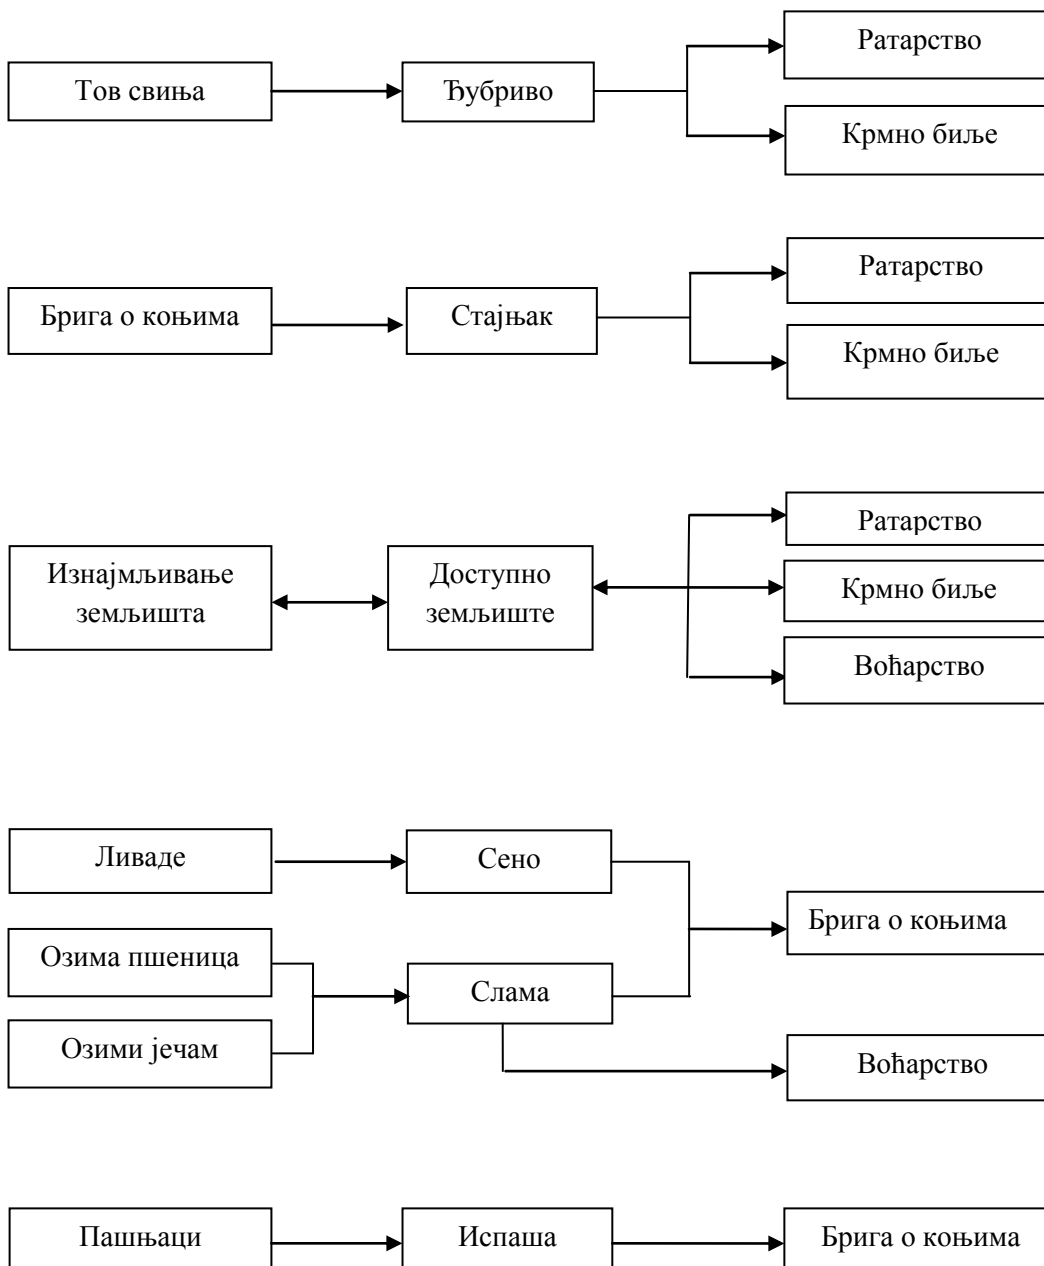 Ратарство
Тов свиња
Ђубриво
Крмно биље
Ратарство
Брига о коњима
Стајњак
Крмно биље
Ратарство
Изнајмљивање
земљишта
Доступно
земљиште
Крмно биље
Воћарство
Ливаде
Сено
Брига о коњима
Озима пшеница
Слама
Озими јечам
Воћарство
Пашњаци
Испаша
Брига о коњима